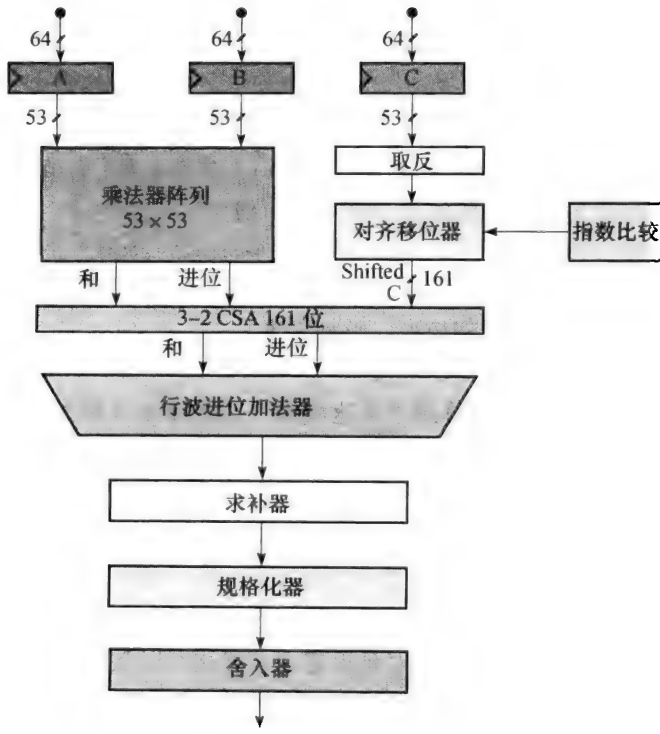 64 64 64
A B C
53 53 53
取反
乘法器阵列
53 × 53
对齐移位器
指数比较
和 进位
Shifted
C
161
3-2 CSA 161 位
和 进位
行波进位加法器
求补器
规格化器
舍入器